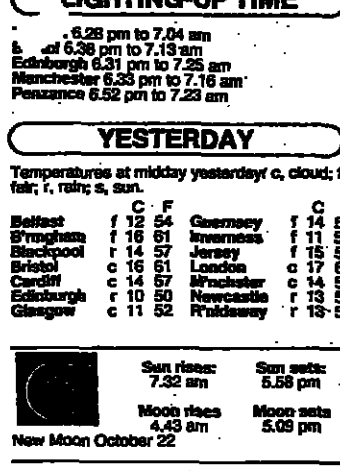 LIGHTING-UP TIME
6.28 pm to 7.04 am
6.38 pm to 7.13 am
Edinburgh 6.31 pm to 7.25 am
Manchester 6.33 pm to 7.16 am
Penzance 6.52 pm to 7.23 am
YESTERDAY
Temperatures at midday yesterday: c, cloud; f,
fair; r, rain; s, sun.
C F C
Belfast f 12 54 Guernsey f 14
B'rmgham f 16 61 Inverness f 11
Blackpool r 14 57 Jersey f 15
Bristol c 16 61 London c 17
Cardiff c 14 57 M'nchster c 14
Edinburgh r 10 50 Newcastle r 13
Glasgow c 11 52 R'nldsway r 13
Sun rises: Sun sets:
7.32 am 5.58 pm
Moon rises Moon sets
4.43 am 5.09 pm
New Moon October 22